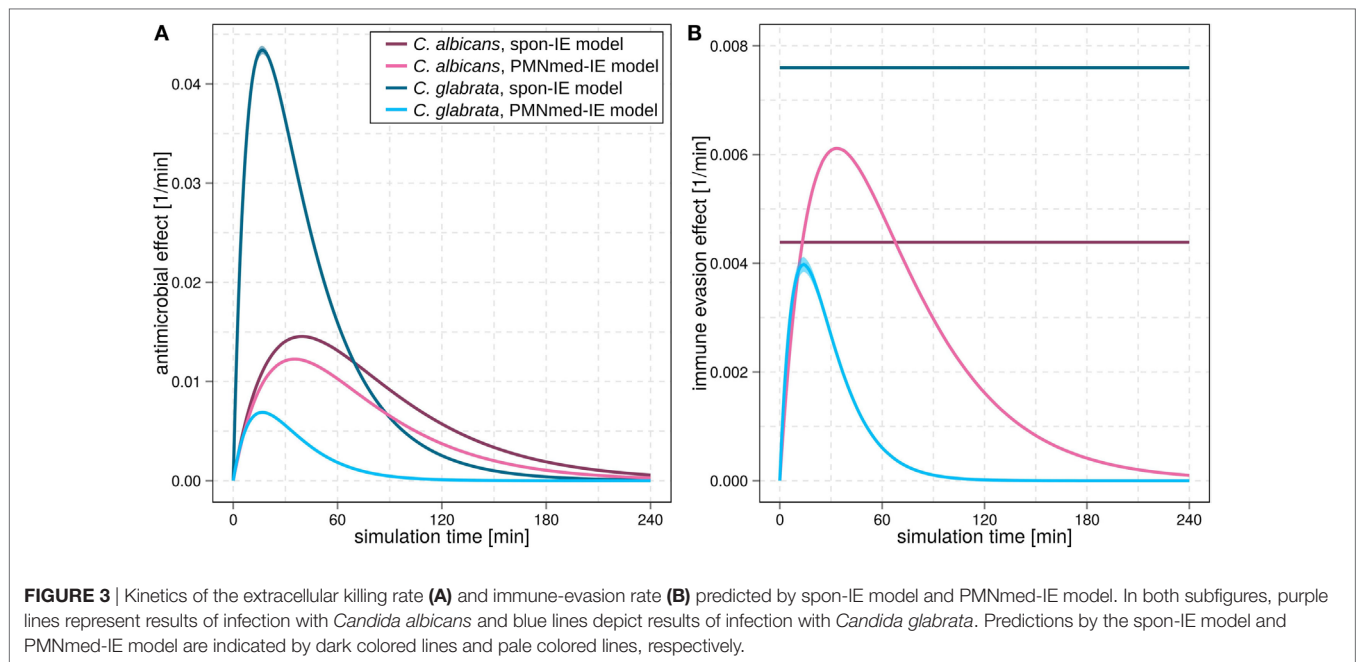 A
antimicrobial effect [1/min]
0.04
0.03
0.02
0.01
0.00
C. albicans, spon-IE model
C. albicans, PMNmed-IE model
C. glabrata, spon-IE model
C. glabrata, PMNmed-IE model
0 60 120 180 240
simulation time [min]
B
immune evasion effect [1/min]
0.008
0.006
0.004
0.002
0.000
0 60 120 180 240
simulation time [min]
FIGURE 3 | Kinetics of the extracellular killing rate (A) and immune-evasion rate (B) predicted by spon-IE model and PMNmed-IE model. In both subfigures, purple
lines represent results of infection with Candida albicans and blue lines depict results of infection with Candida glabrata. Predictions by the spon-IE model and
PMNmed-IE model are indicated by dark colored lines and pale colored lines, respectively.